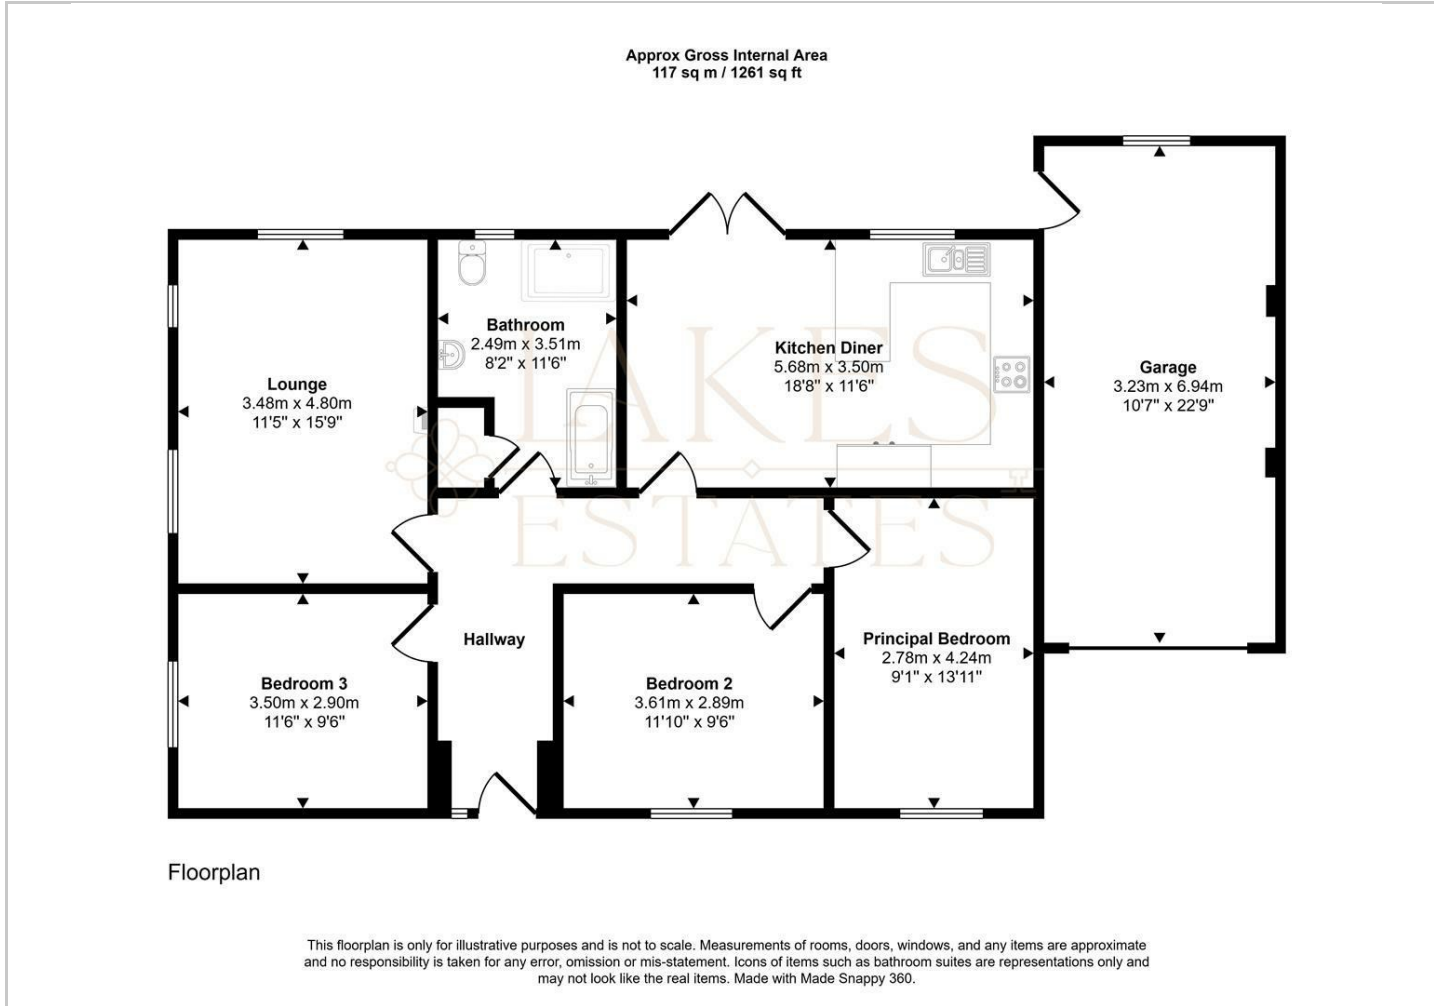 Approx Gross Internal Area
117 sq m / 1261 sq ft
Bathroom
2.49m x 3.51m
8'2" x 11'6"
Kitchen Diner
5.68m x 3.50m
18'8" x 11'6"
Garage
3.23m x 6.94m
10'7" x 22'9"
Lounge
3.48m x 4.80m
11'5" x 15'9"
LAKES
ESTATES
Hallway
Principal Bedroom
2.78m x 4.24m
9'1" x 13'11"
Bedroom 3
3.50m x 2.90m
11'6" x 9'6"
Bedroom 2
3.61m x 2.89m
11'10" x 9'6"
Floorplan
This floorplan is only for illustrative purposes and is not to scale. Measurements of rooms, doors, windows, and any items are approximate
and no responsibility is taken for any error, omission or mis-statement. Icons of items such as bathroom suites are representations only and
may not look like the real items. Made with Made Snappy 360.